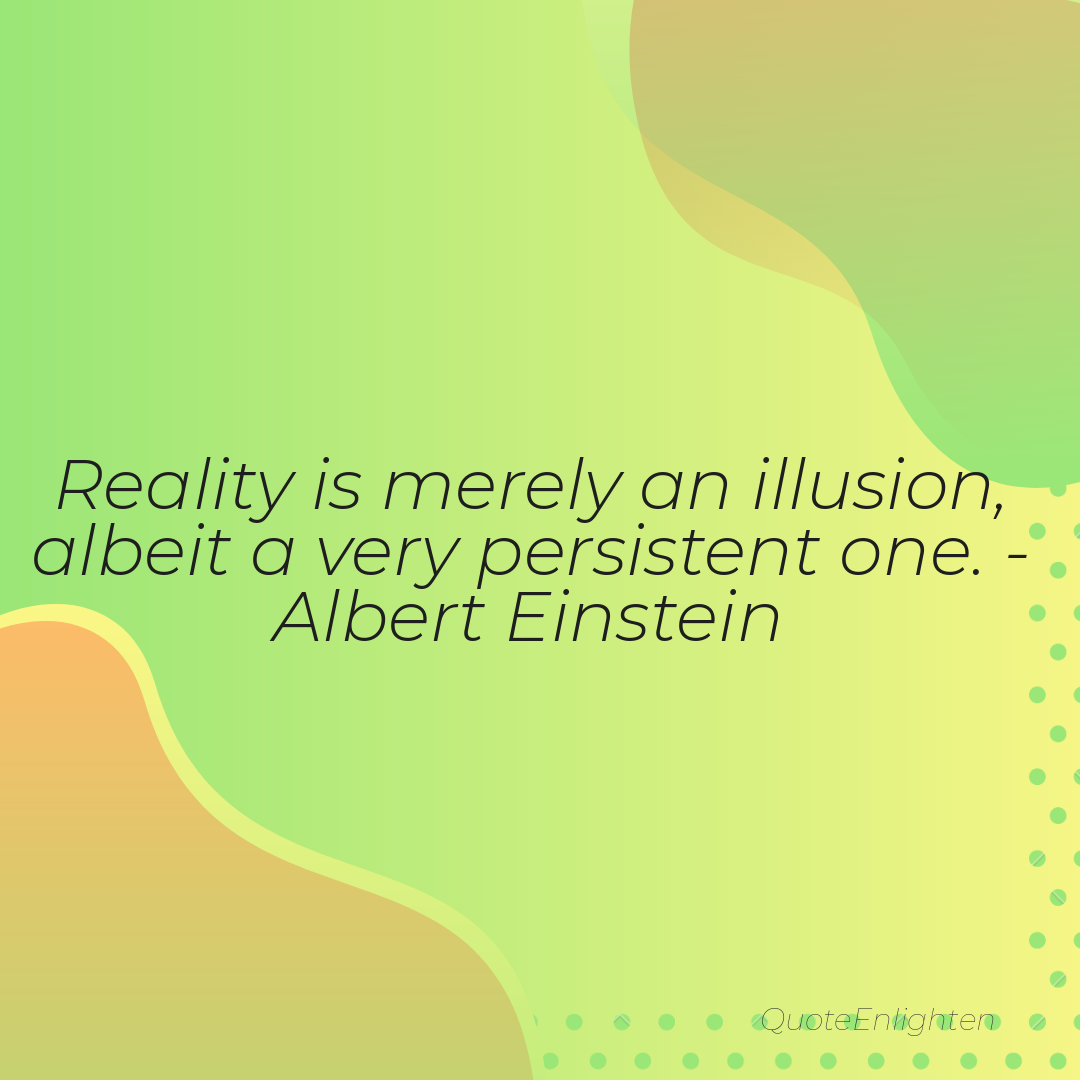 Reality is merely an illusion,
albeit a very persistent one. -
Albert Einstein
QuoteEnlighten